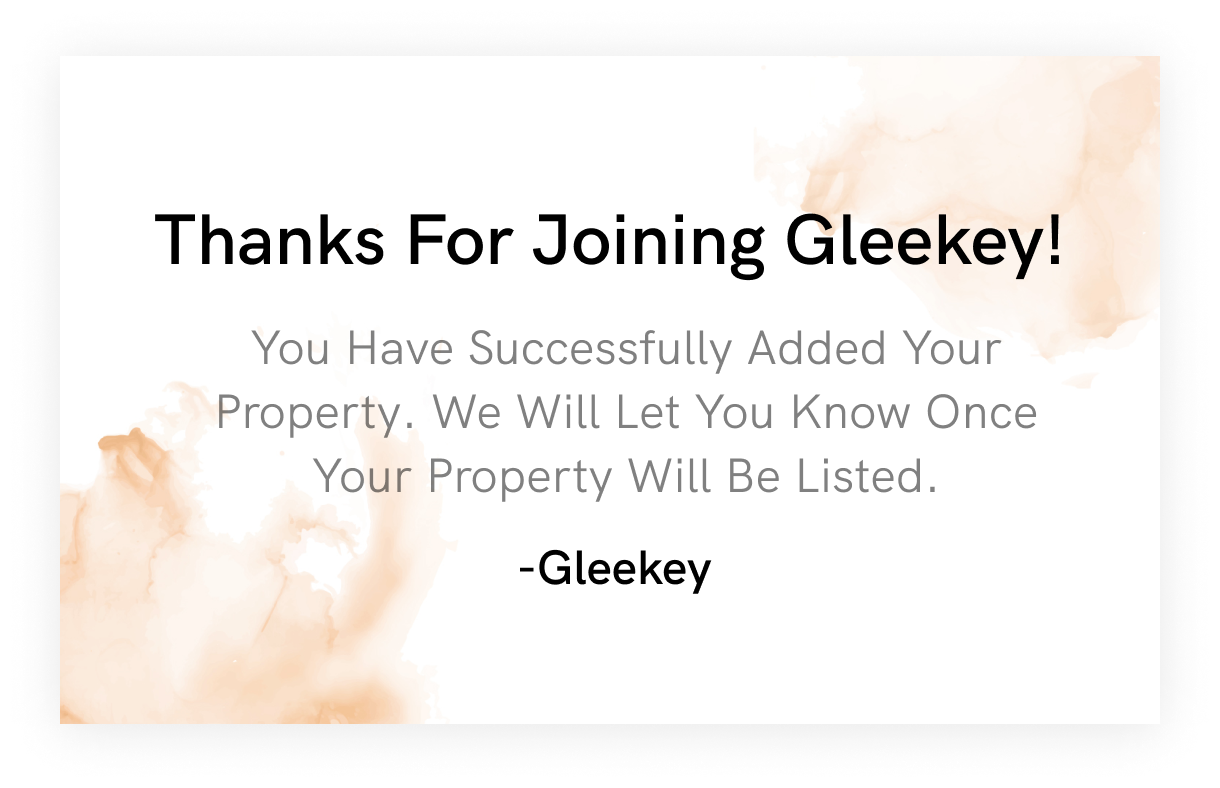 Thanks For Joining Gleekey!
You Have Successfully Added Your
Property. We Will Let You Know Once
Your Property Will Be Listed.
-Gleekey